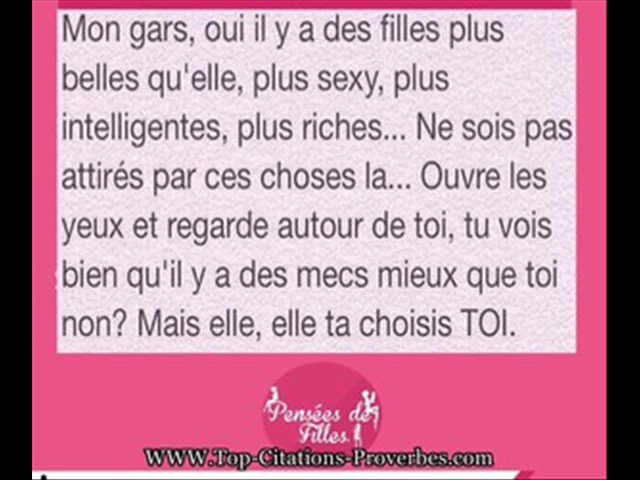 Mon gars, oui il y a des filles plus
belles qu'elle, plus sexy, plus
intelligentes, plus riches... Ne sois pas
attirés par ces choses la... Ouvre les
yeux et regarde autour de toi, tu vois
bien qu'il y a des mecs mieux que toi
non? Mais elle, elle ta choisis TOI.
Pensées de
Filles.
WWW.Top-Citations-Proverbes.com